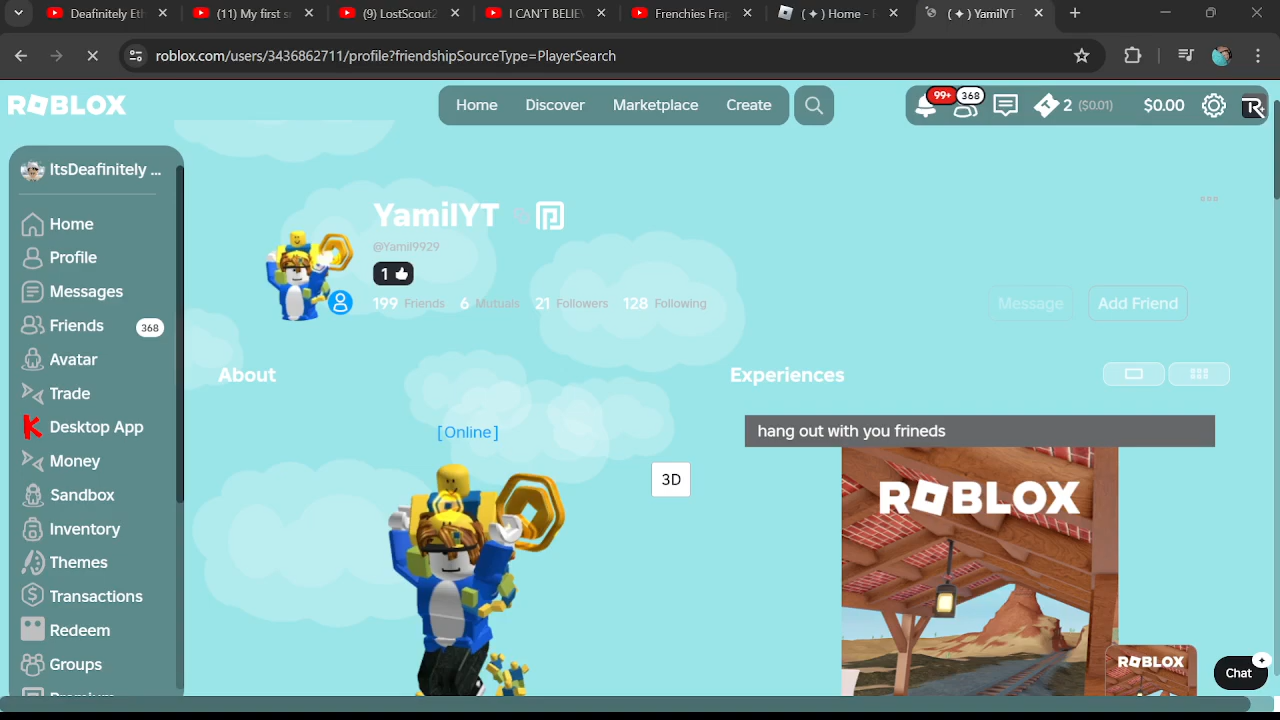 Deafinitely Eth
(11) My first s
(9) LostScout2
I CAN'T BELIE
Frenchies Frap
(✦) Home -
(✦) YamilYT
roblox.com/users/3436862711/profile?friendshipSourceType=PlayerSearch
ROBLOX
Home
Discover
Marketplace
Create
99+
368
2
($0.01)
$0.00
ItsDeafinitely ...
Home
Profile
Messages
Friends
368
Avatar
Trade
Desktop App
Money
Sandbox
Inventory
Themes
Transactions
Redeem
Groups
Premium
YamilYT
@Yamil9929
1
199 Friends
6 Mutuals
21 Followers
128 Following
Message
Add Friend
About
[Online]
3D
Experiences
hang out with you frineds
ROBLOX
ROBLOX
Chat